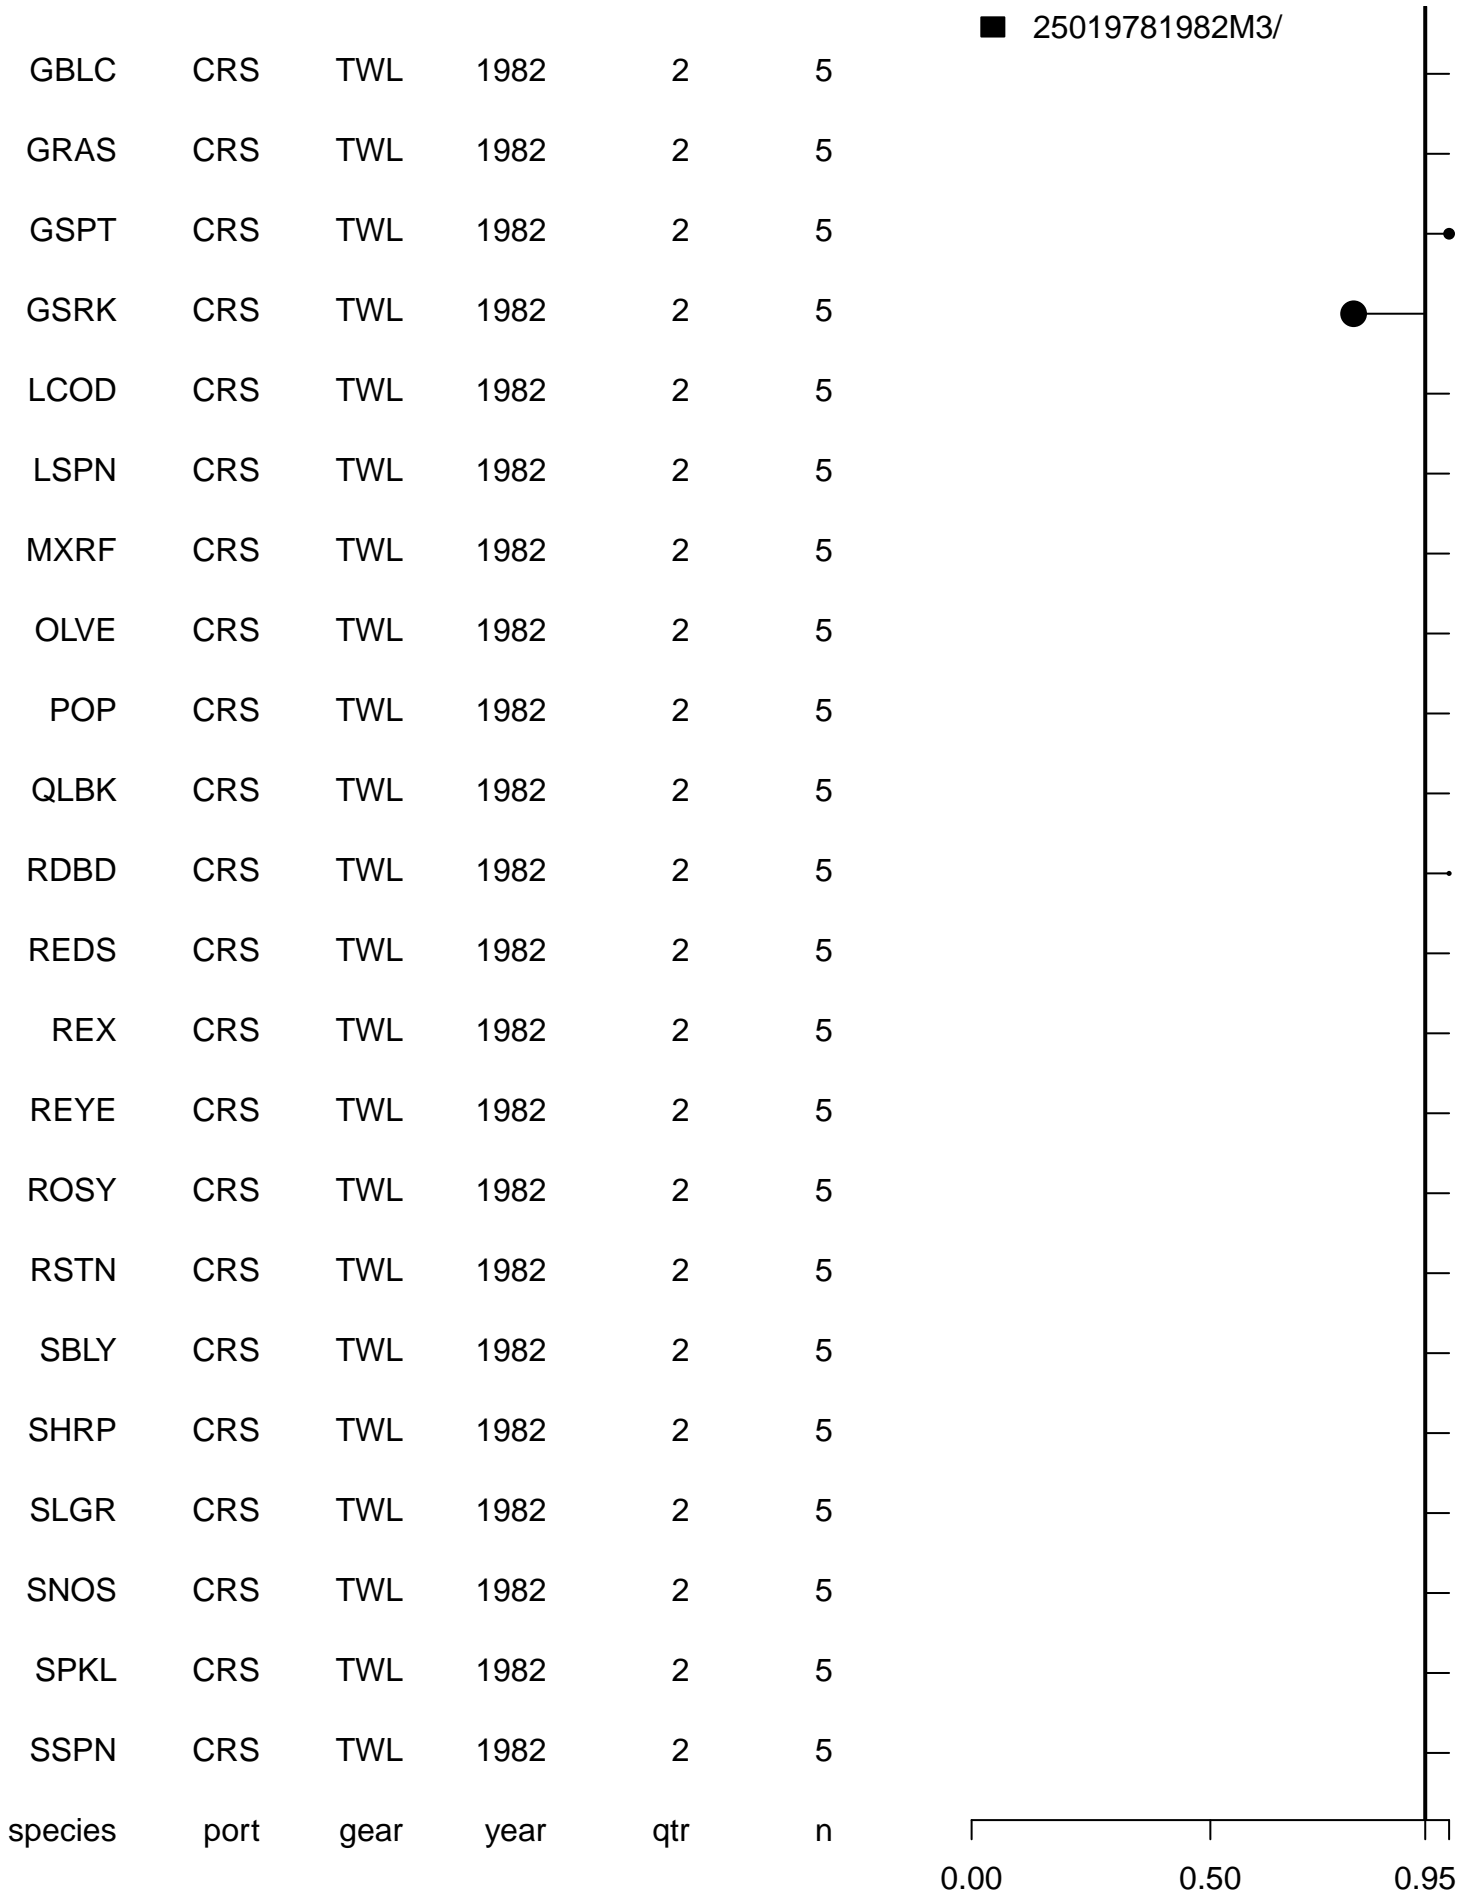 25019781982M3/
GBLC CRS TWL 1982 2 5
GRAS CRS TWL 1982 2 5
GSPT CRS TWL 1982 2 5
GSRK CRS TWL 1982 2 5
LCOD CRS TWL 1982 2 5
LSPN CRS TWL 1982 2 5
MXRF CRS TWL 1982 2 5
OLVE CRS TWL 1982 2 5
POP CRS TWL 1982 2 5
QLBK CRS TWL 1982 2 5
RDBD CRS TWL 1982 2 5
REDS CRS TWL 1982 2 5
REX CRS TWL 1982 2 5
REYE CRS TWL 1982 2 5
ROSY CRS TWL 1982 2 5
RSTN CRS TWL 1982 2 5
SBLY CRS TWL 1982 2 5
SHRP CRS TWL 1982 2 5
SLGR CRS TWL 1982 2 5
SNOS CRS TWL 1982 2 5
SPKL CRS TWL 1982 2 5
SSPN CRS TWL 1982 2 5
species port gear year qtr n
0.00 0.50 0.95